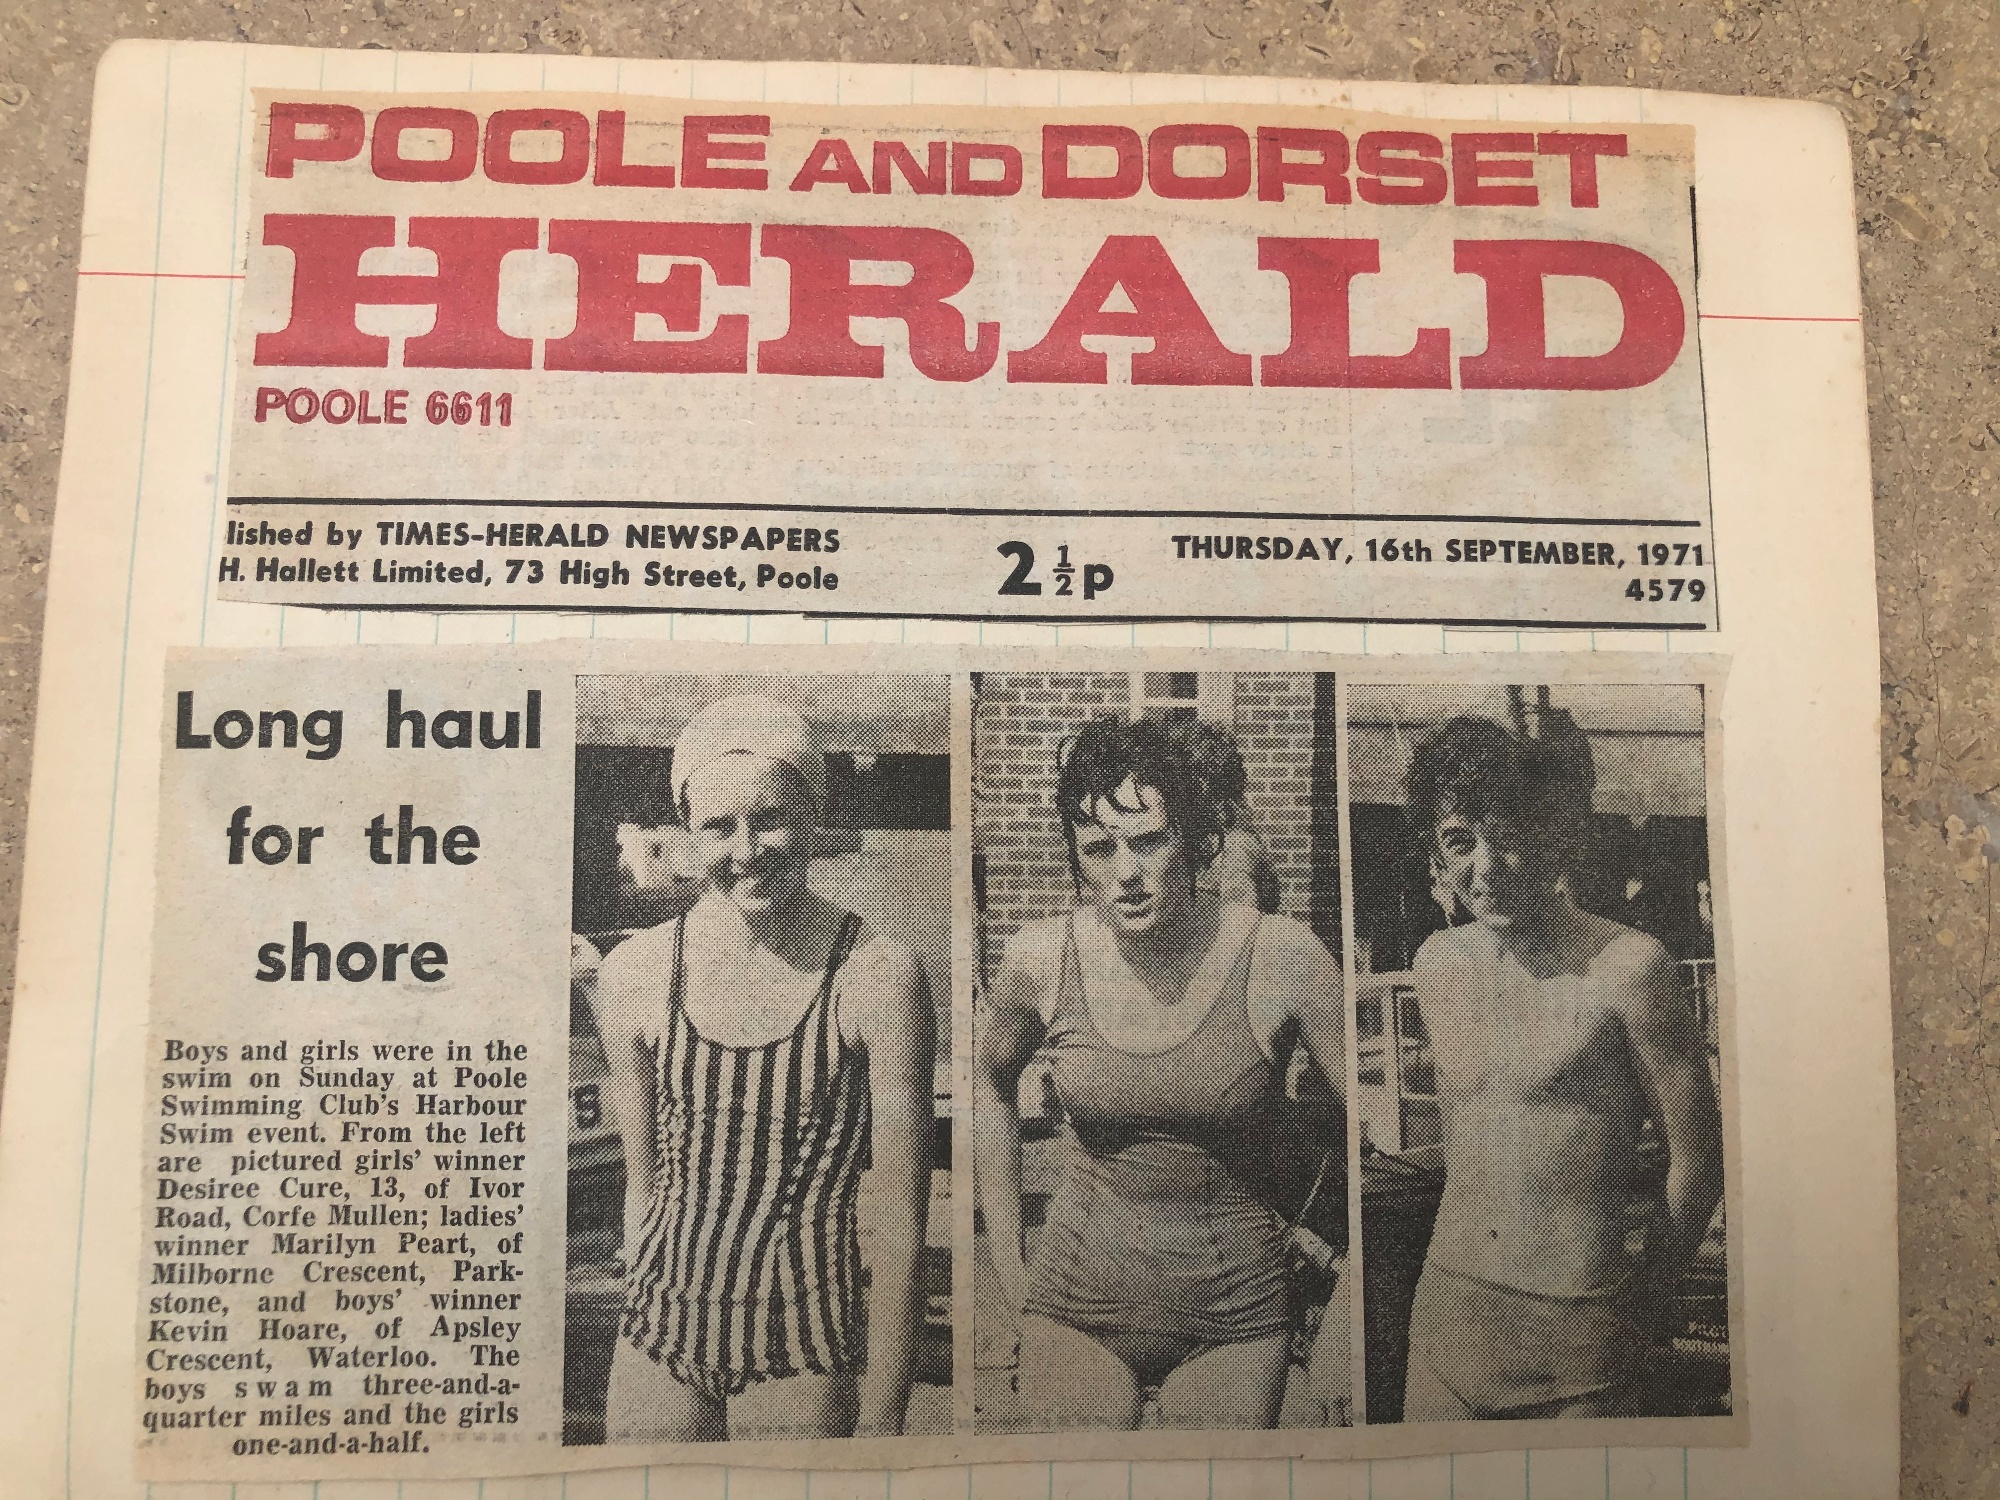 POOLE AND DORSET
HERALD
POOLE 6611
lished by TIMES-HERALD NEWSPAPERS
H. Hallett Limited, 73 High Street, Poole
2½p
THURSDAY, 16th SEPTEMBER, 1971
4579
Long haul
for the
shore
Boys and girls were in the
swim on Sunday at Poole
Swimming Club's Harbour
Swim event. From the left
are pictured girls' winner
Desiree Cure, 13, of Ivor
Road, Corfe Mullen; ladies'
winner Marilyn Peart, of
Milborne Crescent, Park-
stone, and boys' winner
Kevin Hoare, of Apsley
Crescent, Waterloo. The
boys swam three-and-a-
quarter miles and the girls
one-and-a-half.